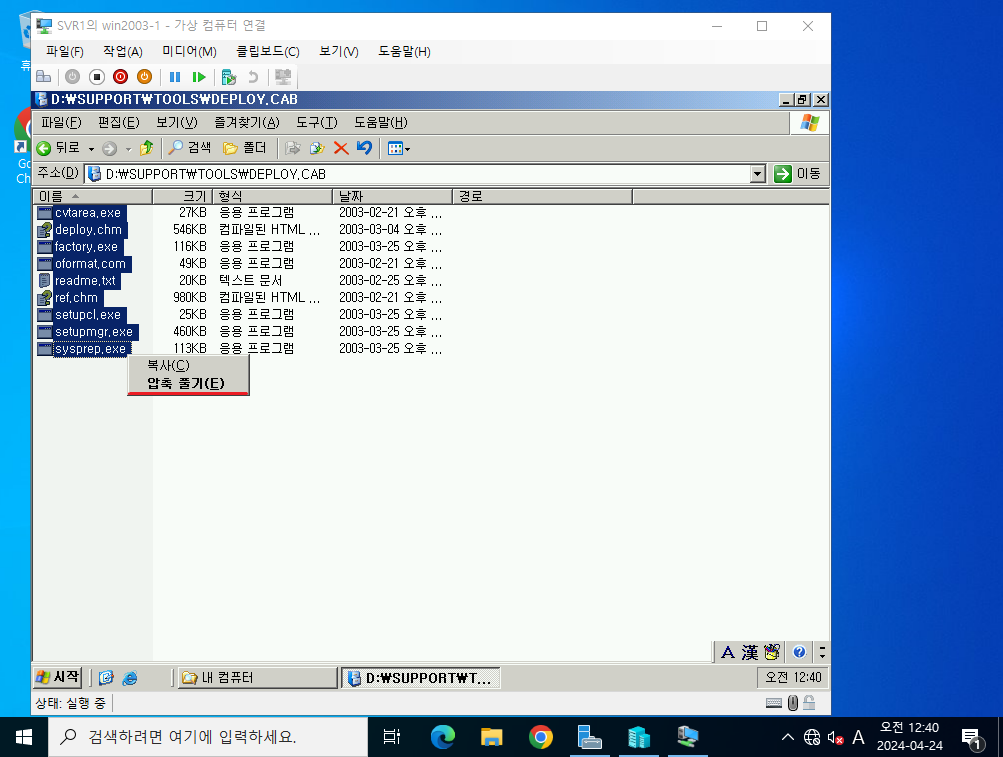 SVR1의 win2003-1 - 가상 컴퓨터 연결
파일(F) 작업(A) 미디어(M) 클립보드(C) 보기(V) 도움말(H)
D:₩SUPPORT₩TOOLS₩DEPLOY.CAB
파일(F) 편집(E) 보기(V) 즐겨찾기(A) 도구(T) 도움말(H)
뒤로 검색 폴더
주소(D) D:₩SUPPORT₩TOOLS₩DEPLOY.CAB 이동
이름 크기 형식 날짜 경로
cvtarea.exe 27KB 응용 프로그램 2003-02-21 오후 ...
deploy.chm 546KB 컴파일된 HTML ... 2003-03-04 오후 ...
factory.exe 116KB 응용 프로그램 2003-03-25 오후 ...
oformat.com 49KB 응용 프로그램 2003-02-21 오후 ...
readme.txt 20KB 텍스트 문서 2003-02-25 오후 ...
ref.chm 980KB 컴파일된 HTML ... 2003-02-21 오후 ...
setupcl.exe 25KB 응용 프로그램 2003-03-25 오후 ...
setupmgr.exe 460KB 응용 프로그램 2003-03-25 오후 ...
sysprep.exe 113KB 응용 프로그램 2003-03-25 오후 ...
복사(C)
압축 풀기(E)
A 漢
시작 내 컴퓨터 D:₩SUPPORT₩T... 오전 12:40
상태: 실행 중
검색하려면 여기에 입력하세요. A 오전 12:40
2024-04-24 1